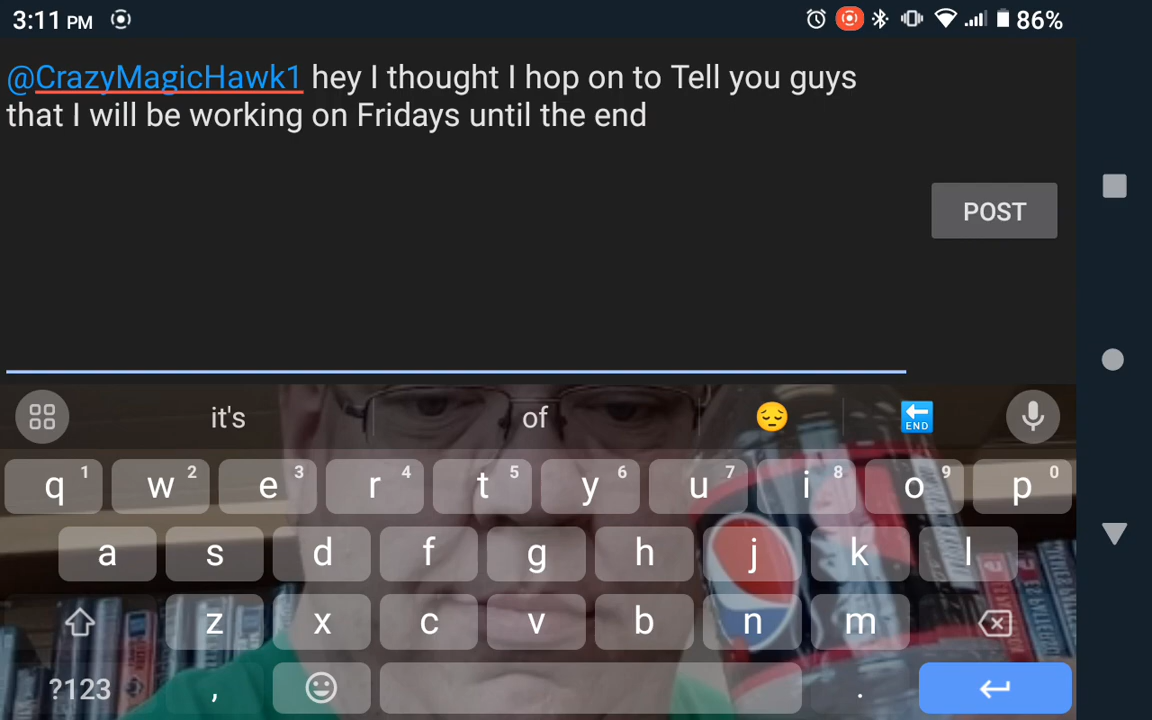 3:11 PM 86%
@CrazyMagicHawk1 hey I thought I hop on to Tell you guys
that I will be working on Fridays until the end
POST
it's of 😔 🔚
q 1 w 2 e 3 r 4 t 5 y 6 u 7 i 8 o 9 p 0
a s d f g h j k l
z x c v b n m
?123 , .